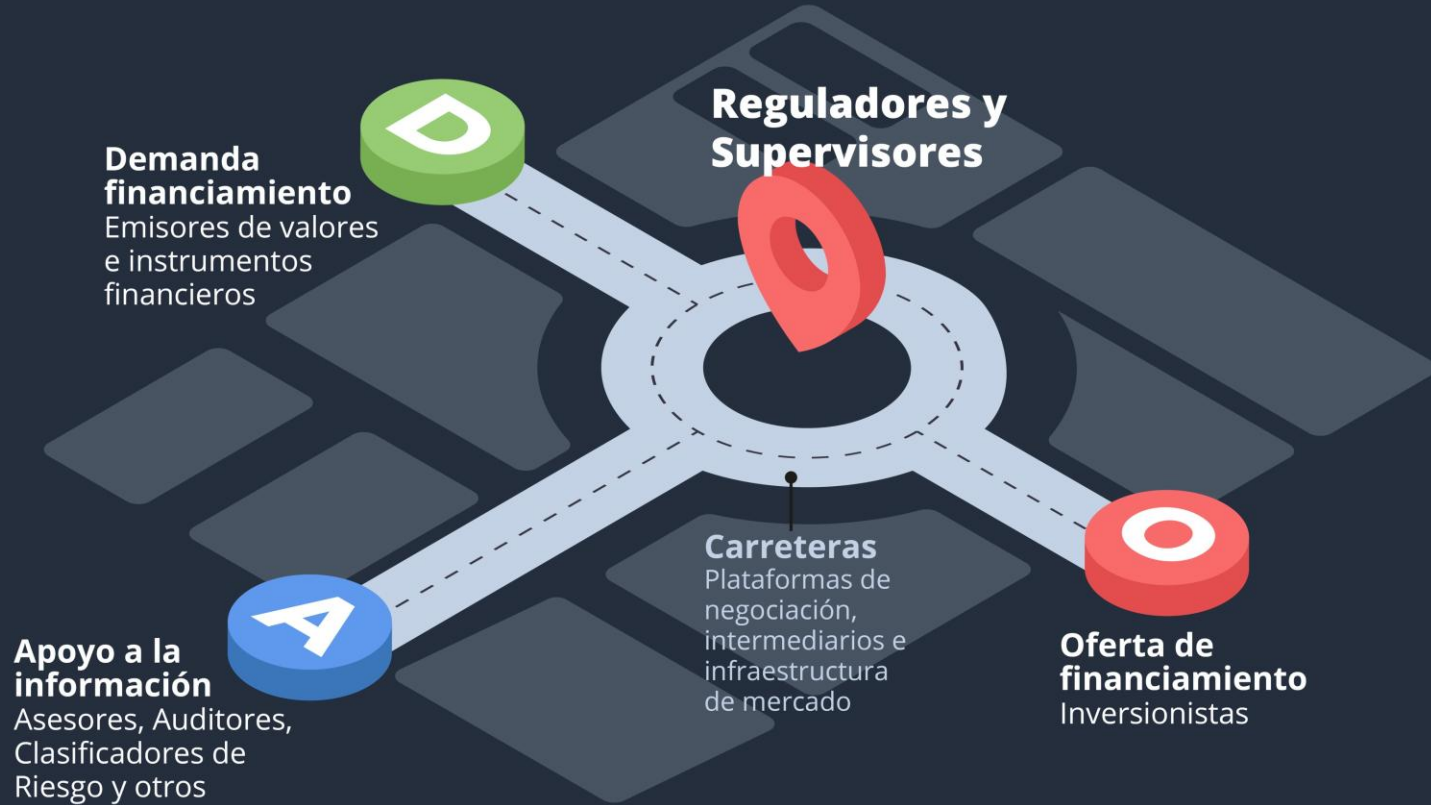 Reguladores y
Supervisores
D
Demanda
financiamiento
Emisores de valores
e instrumentos
financieros
Carreteras
Plataformas de
negociación,
intermediarios e
infraestructura
de mercado
O
Oferta de
financiamiento
Inversionistas
A
Apoyo a la
información
Asesores, Auditores,
Clasificadores de
Riesgo y otros